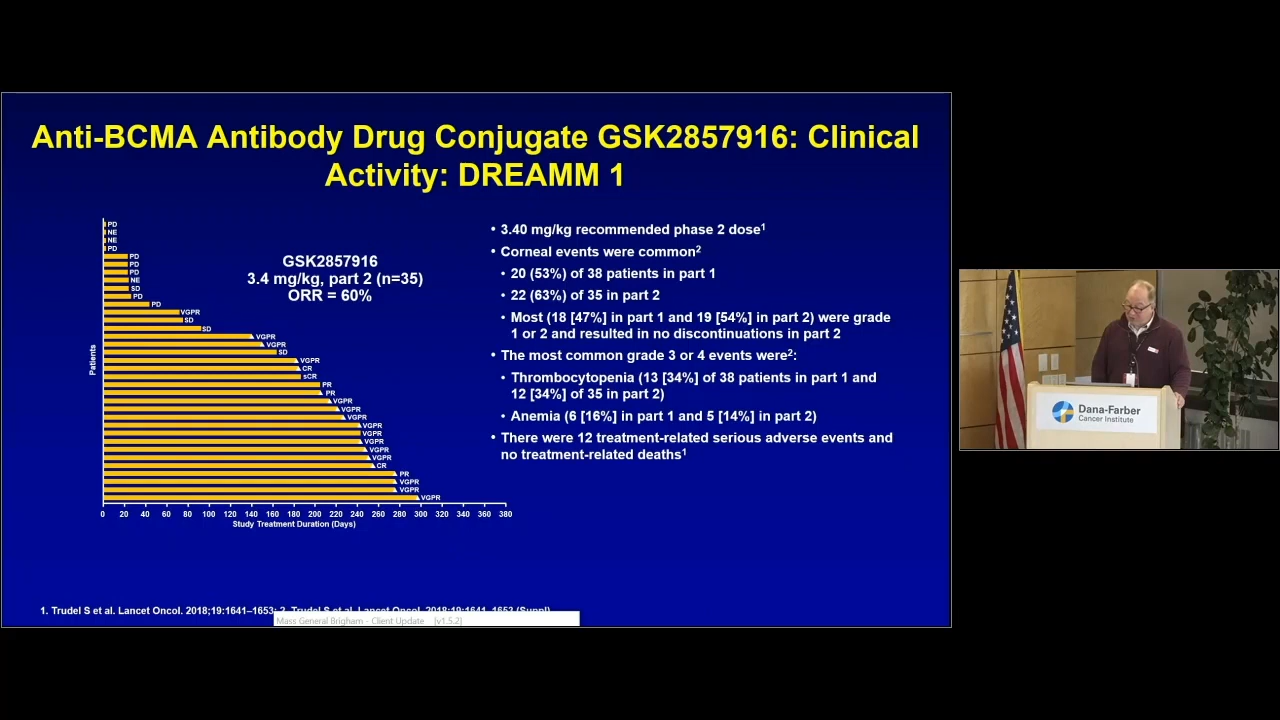 Anti-BCMA Antibody Drug Conjugate GSK2857916: Clinical
Activity: DREAMM 1
PD
NE
NE
PD
PD
PD
PD
NE
SD
PD
PD
VGPR
SD
SD
VGPR
VGPR
SD
VGPR
CR
sCR
PR
PR
VGPR
VGPR
VGPR
VGPR
VGPR
VGPR
VGPR
VGPR
CR
PR
VGPR
VGPR
VGPR
Patients
0 20 40 60 80 100 120 140 160 180 200 220 240 260 280 300 320 340 360 380
Study Treatment Duration (Days)
GSK2857916
3.4 mg/kg, part 2 (n=35)
ORR = 60%
• 3.40 mg/kg recommended phase 2 dose1
• Corneal events were common2
• 20 (53%) of 38 patients in part 1
• 22 (63%) of 35 in part 2
• Most (18 [47%] in part 1 and 19 [54%] in part 2) were grade
1 or 2 and resulted in no discontinuations in part 2
• The most common grade 3 or 4 events were2:
• Thrombocytopenia (13 [34%] of 38 patients in part 1 and
12 [34%] of 35 in part 2)
• Anemia (6 [16%] in part 1 and 5 [14%] in part 2)
• There were 12 treatment-related serious adverse events and
no treatment-related deaths1
1. Trudel S et al. Lancet Oncol. 2018;19:1641–1653; 2. Trudel S et al. Lancet Oncol. 2018;19:1641–1653 (Suppl).
Mass General Brigham - Client Update [v1.5.2]
Dana-Farber
Cancer Institute